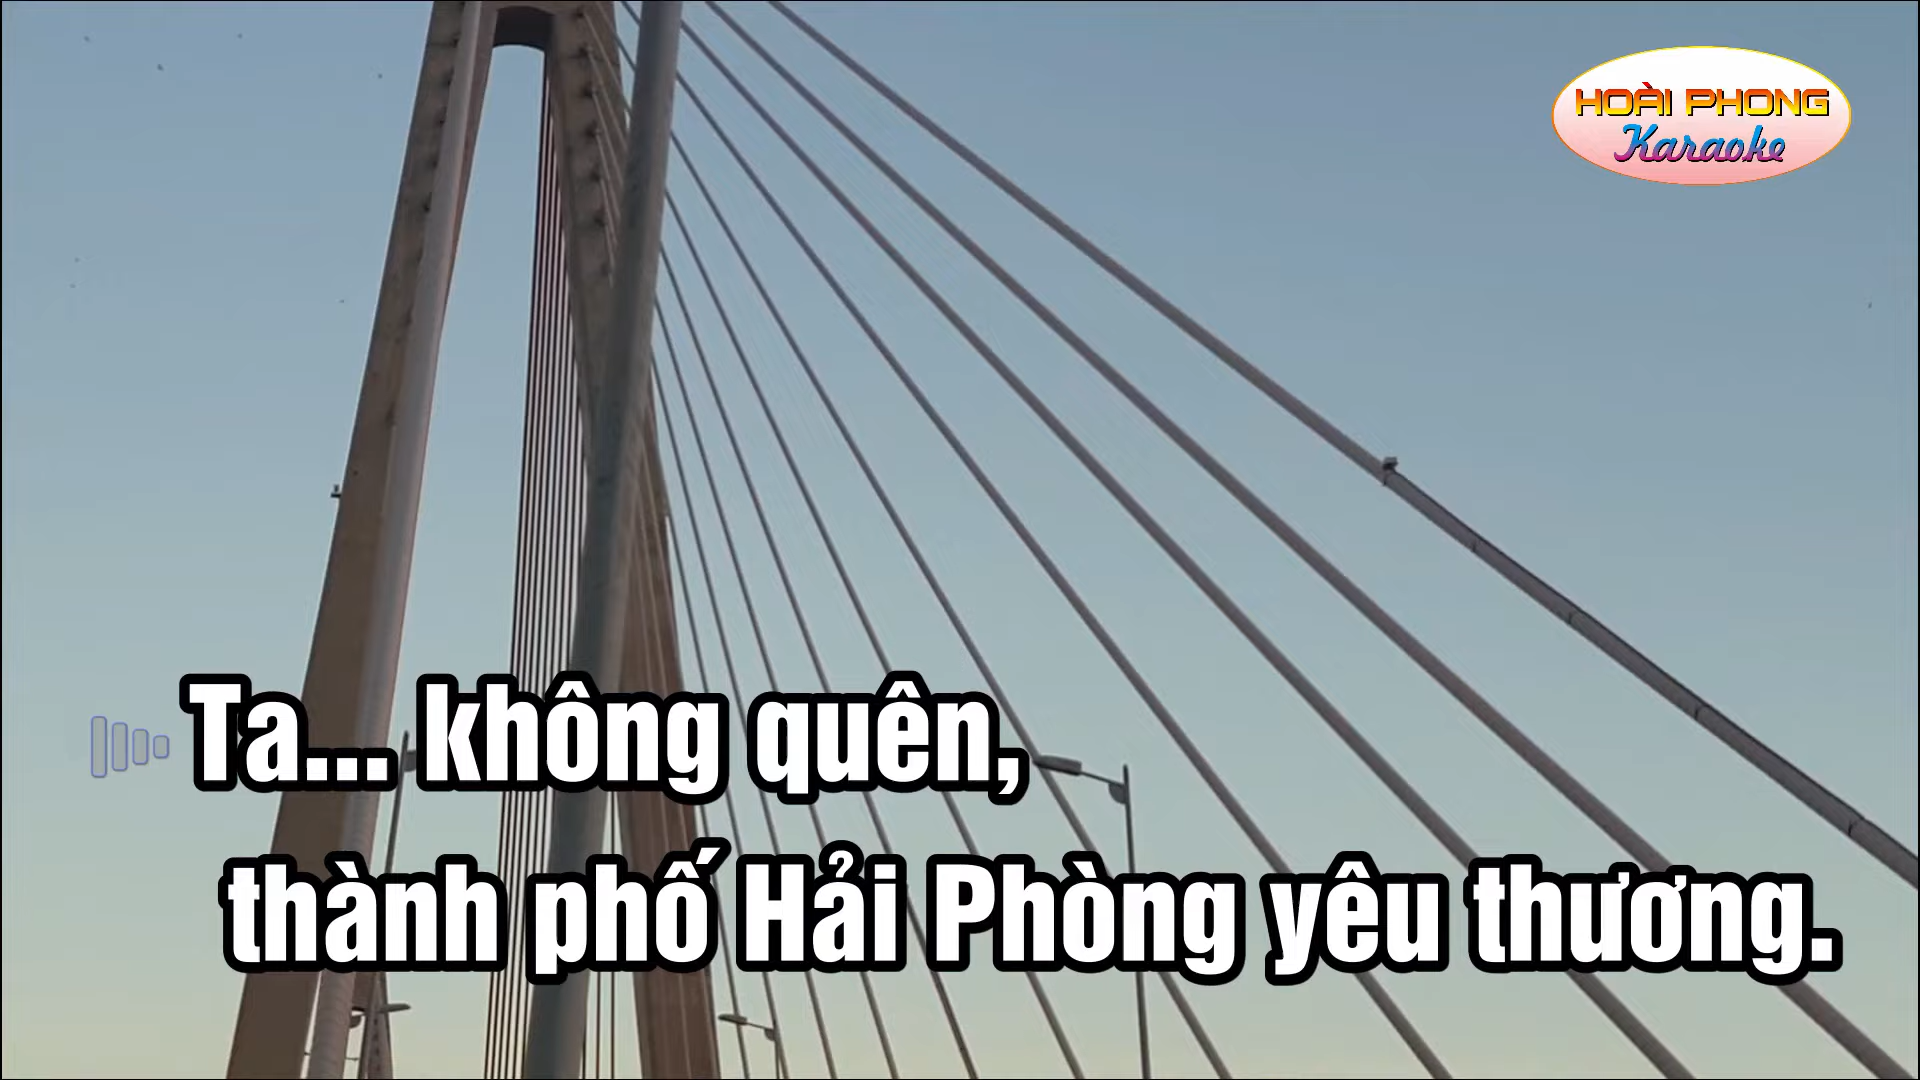 HOÀI PHONG
Karaoke
Ta... không quên,
thành phố Hải Phòng yêu thương.